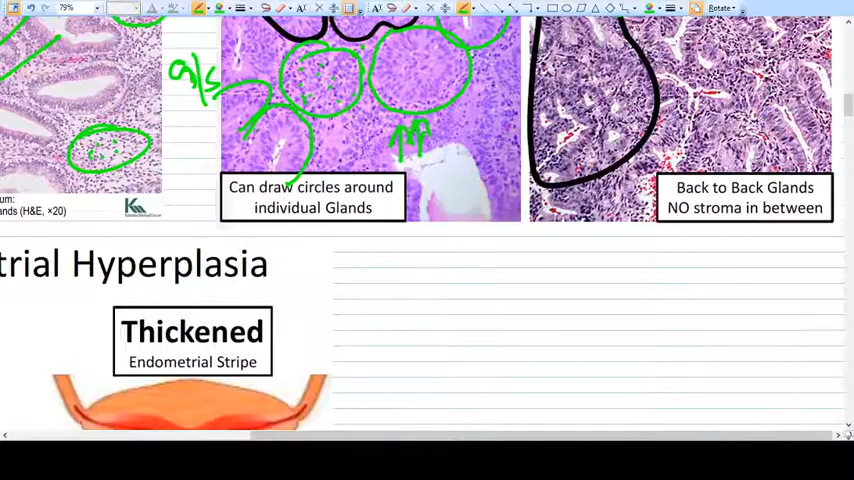 79%
Rotate
G/S
um:
ands (H&E, ×20)
Can draw circles around
individual Glands
Back to Back Glands
NO stroma in between
trial Hyperplasia
Thickened
Endometrial Stripe